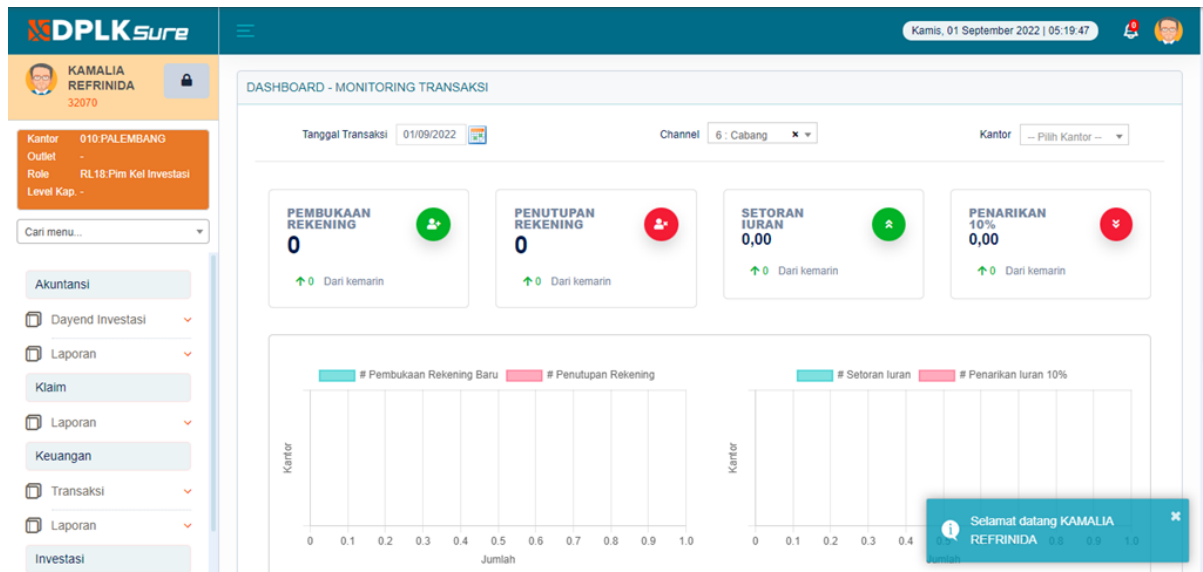 DPLKSure
Kamis, 01 September 2022 | 05:19:47
KAMALIA
REFRINIDA
32070
Kantor 010:PALEMBANG
Outlet -
Role RL18:Pim Kel Investasi
Level Kap. -
Cari menu...
Akuntansi
Dayend Investasi
Laporan
Klaim
Laporan
Keuangan
Transaksi
Laporan
Investasi
DASHBOARD - MONITORING TRANSAKSI
Tanggal Transaksi 01/09/2022 Channel 6 : Cabang × Kantor -- Pilih Kantor --
PEMBUKAAN
REKENING
0
0 Dari kemarin
PENUTUPAN
REKENING
0
0 Dari kemarin
SETORAN
IURAN
0,00
0 Dari kemarin
PENARIKAN
10%
0,00
0 Dari kemarin
# Pembukaan Rekening Baru # Penutupan Rekening
Kantor
0 0.1 0.2 0.3 0.4 0.5 0.6 0.7 0.8 0.9 1.0
Jumlah
# Setoran Iuran # Penarikan Iuran 10%
Kantor
0 0.1 0.2 0.3 0.4 0.5 0.8 0.9 1.0
Jumlah
Selamat datang KAMALIA
REFRINIDA